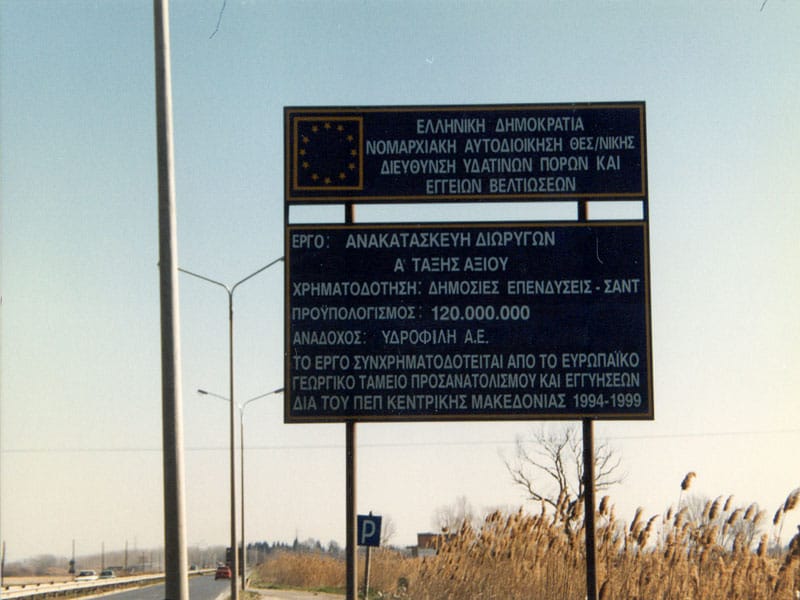 ΕΛΛΗΝΙΚΗ ΔΗΜΟΚΡΑΤΙΑ
ΝΟΜΑΡΧΙΑΚΗ ΑΥΤΟΔΙΟΙΚΗΣΗ ΘΕΣ/ΝΙΚΗΣ
ΔΙΕΥΘΥΝΣΗ ΥΔΑΤΙΝΩΝ ΠΟΡΩΝ ΚΑΙ
ΕΓΓΕΙΩΝ ΒΕΛΤΙΩΣΕΩΝ
ΕΡΓΟ: ΑΝΑΚΑΤΑΣΚΕΥΗ ΔΙΩΡΥΓΩΝ
Α' ΤΑΞΗΣ ΑΞΙΟΥ
ΧΡΗΜΑΤΟΔΟΤΗΣΗ: ΔΗΜΟΣΙΕΣ ΕΠΕΝΔΥΣΕΙΣ - ΣΑΝΤ
ΠΡΟΫΠΟΛΟΓΙΣΜΟΣ: 120.000.000
ΑΝΑΔΟΧΟΣ: ΥΔΡΟΦΙΛΗ Α.Ε.
ΤΟ ΕΡΓΟ ΣΥΝΧΡΗΜΑΤΟΔΟΤΕΙΤΑΙ ΑΠΟ ΤΟ ΕΥΡΩΠΑΪΚΟ
ΓΕΩΡΓΙΚΟ ΤΑΜΕΙΟ ΠΡΟΣΑΝΑΤΟΛΙΣΜΟΥ ΚΑΙ ΕΓΓΥΗΣΕΩΝ
ΔΙΑ ΤΟΥ ΠΕΠ ΚΕΝΤΡΙΚΗΣ ΜΑΚΕΔΟΝΙΑΣ 1994-1999
P